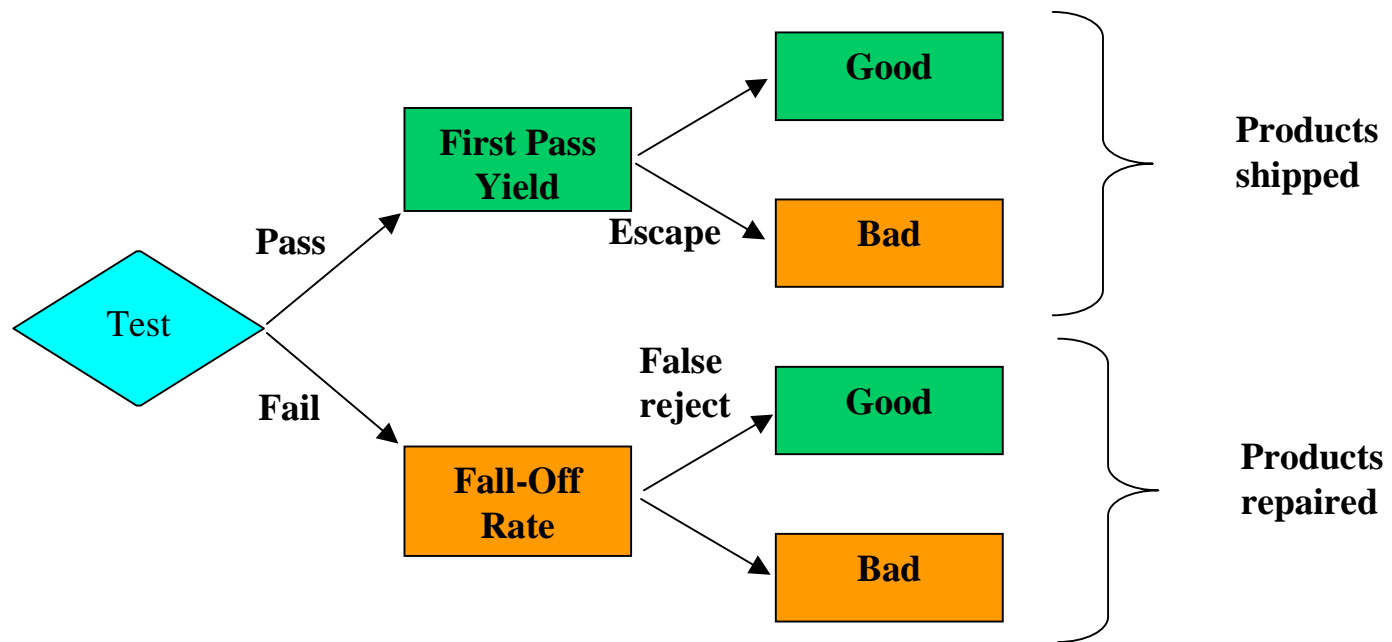 Good
First Pass
Yield
Products
shipped
Pass
Escape
Bad
Test
False
reject
Good
Fail
Fall-Off
Rate
Products
repaired
Bad